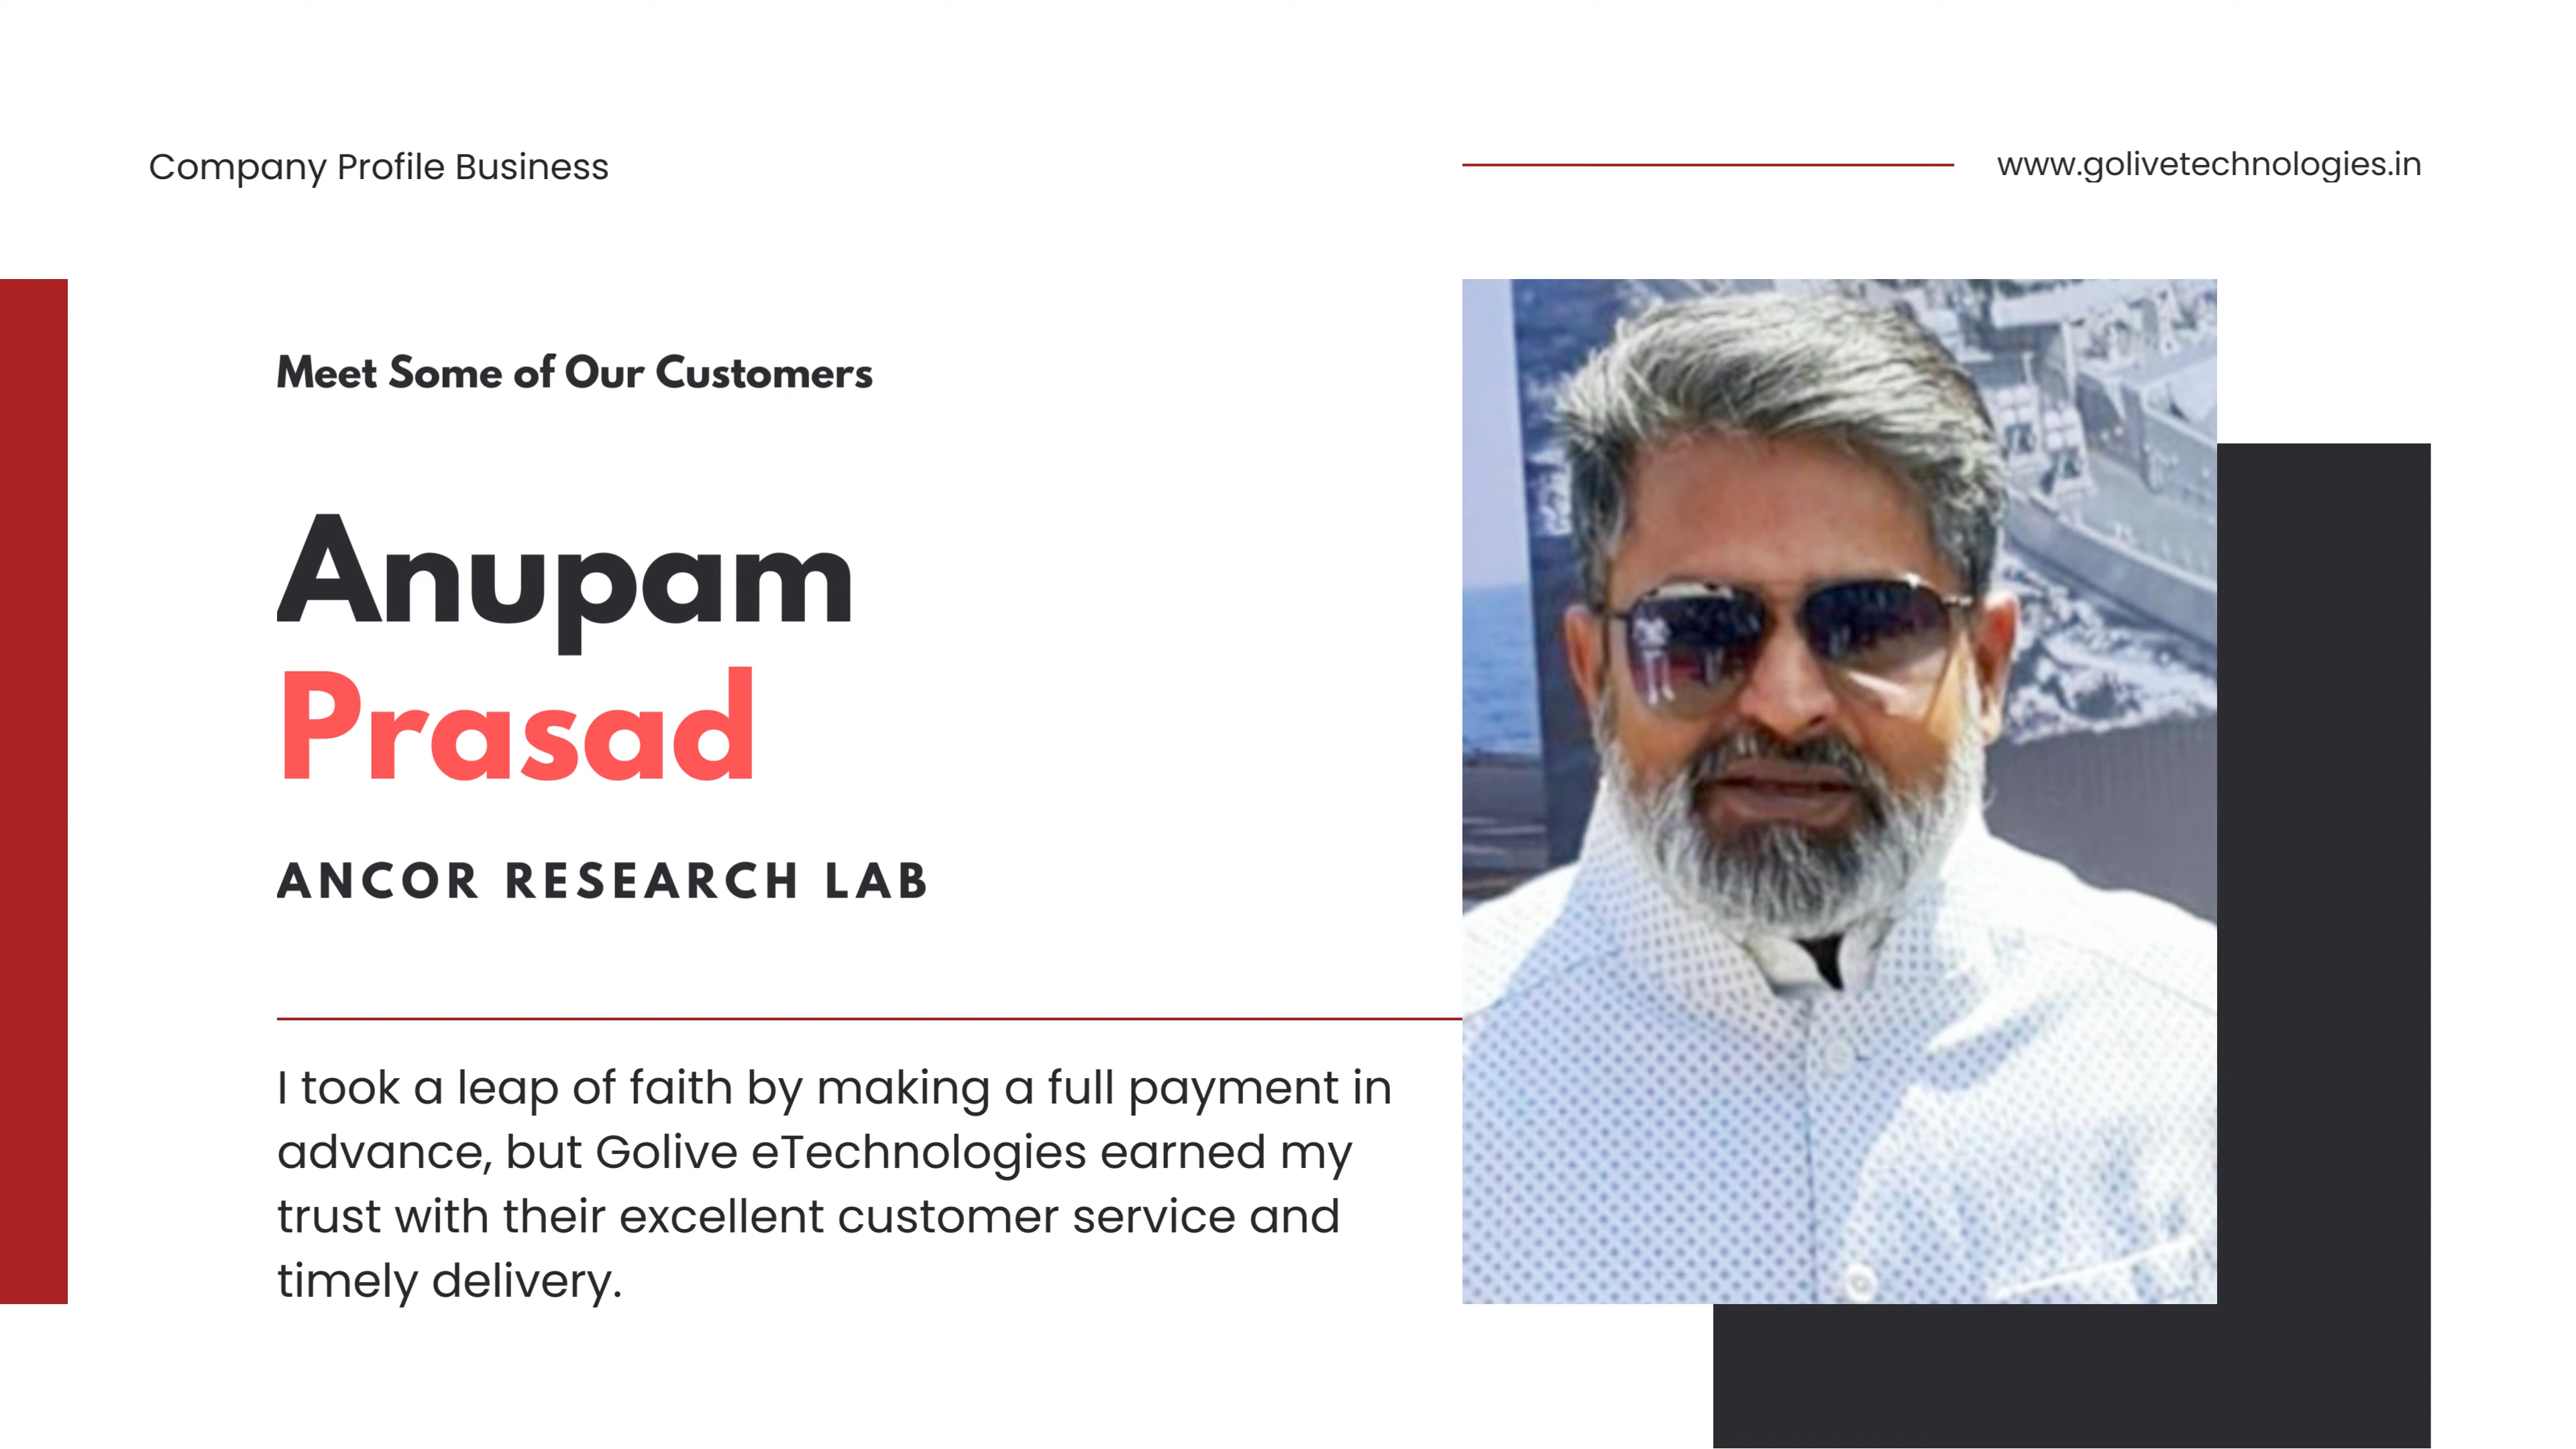 Company Profile Business
www.golivetechnologies.in
Meet Some of Our Customers
Anupam
Prasad
ANCOR RESEARCH LAB
I took a leap of faith by making a full payment in
advance, but Golive eTechnologies earned my
trust with their excellent customer service and
timely delivery.